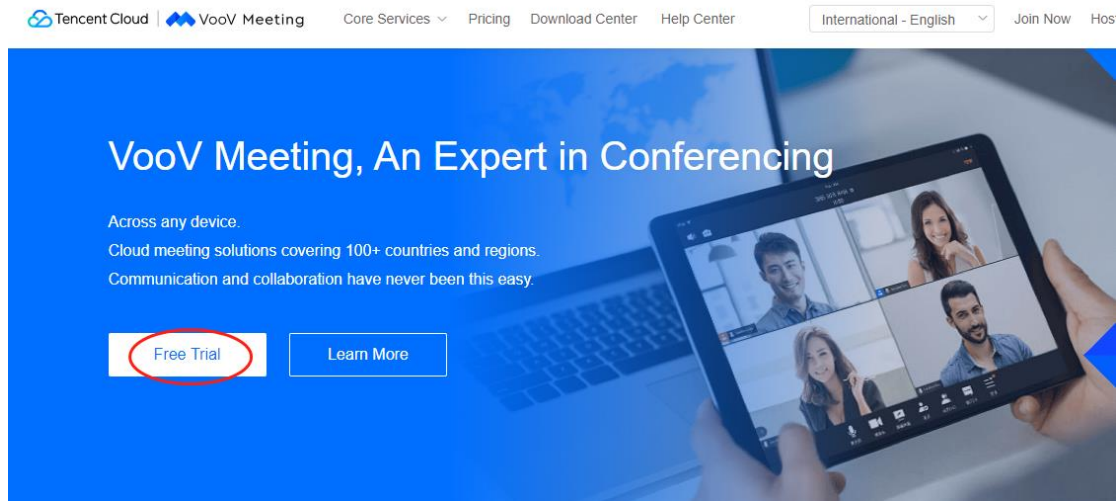 Tencent Cloud VooV Meeting Core Services Pricing Download Center Help Center International - English Join Now Hos
VooV Meeting, An Expert in Conferencing
Across any device.
Cloud meeting solutions covering 100+ countries and regions.
Communication and collaboration have never been this easy.
Free Trial Learn More